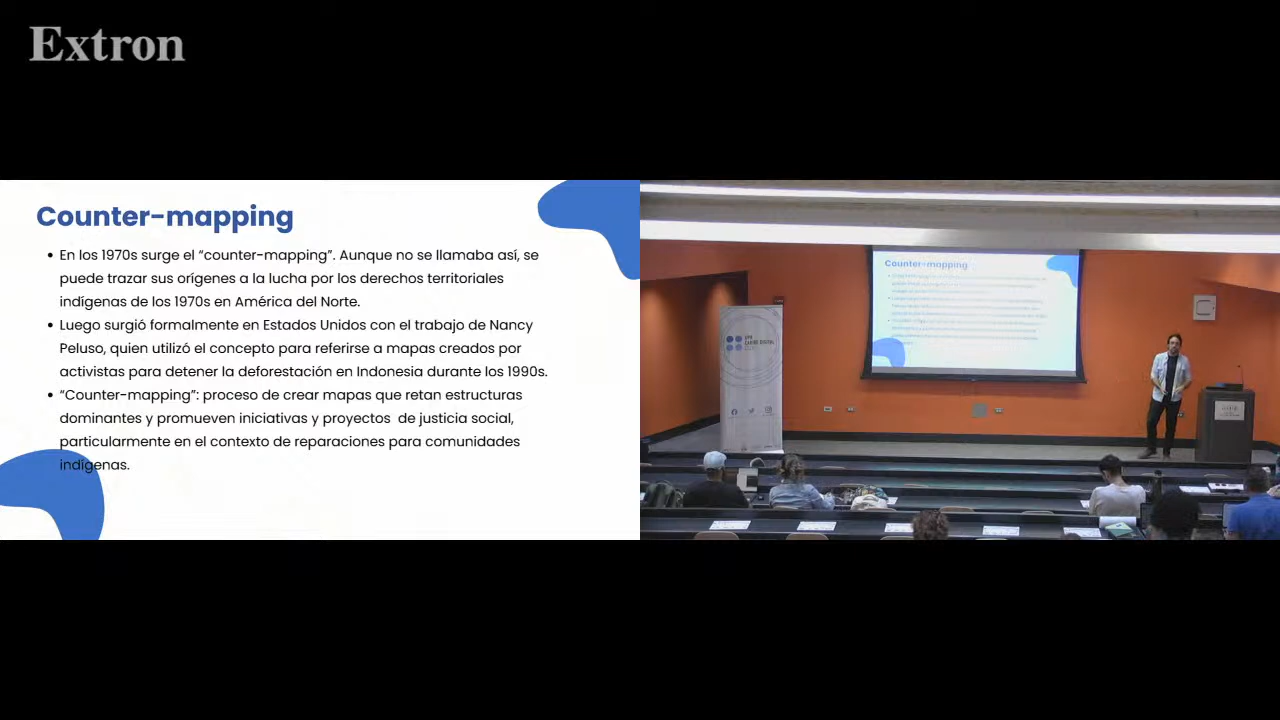 Extron
Counter-mapping
• En los 1970s surge el “counter-mapping”. Aunque no se llamaba así, se
puede trazar sus orígenes a la lucha por los derechos territoriales
indígenas de los 1970s en América del Norte.
• Luego surgió formalmente en Estados Unidos con el trabajo de Nancy
Peluso, quien utilizó el concepto para referirse a mapas creados por
activistas para detener la deforestación en Indonesia durante los 1990s.
• “Counter-mapping”: proceso de crear mapas que retan estructuras
dominantes y promueven iniciativas y proyectos  de justicia social,
particularmente en el contexto de reparaciones para comunidades
indígenas.
Counter-mapping
UPR
CARIBE DIGITAL